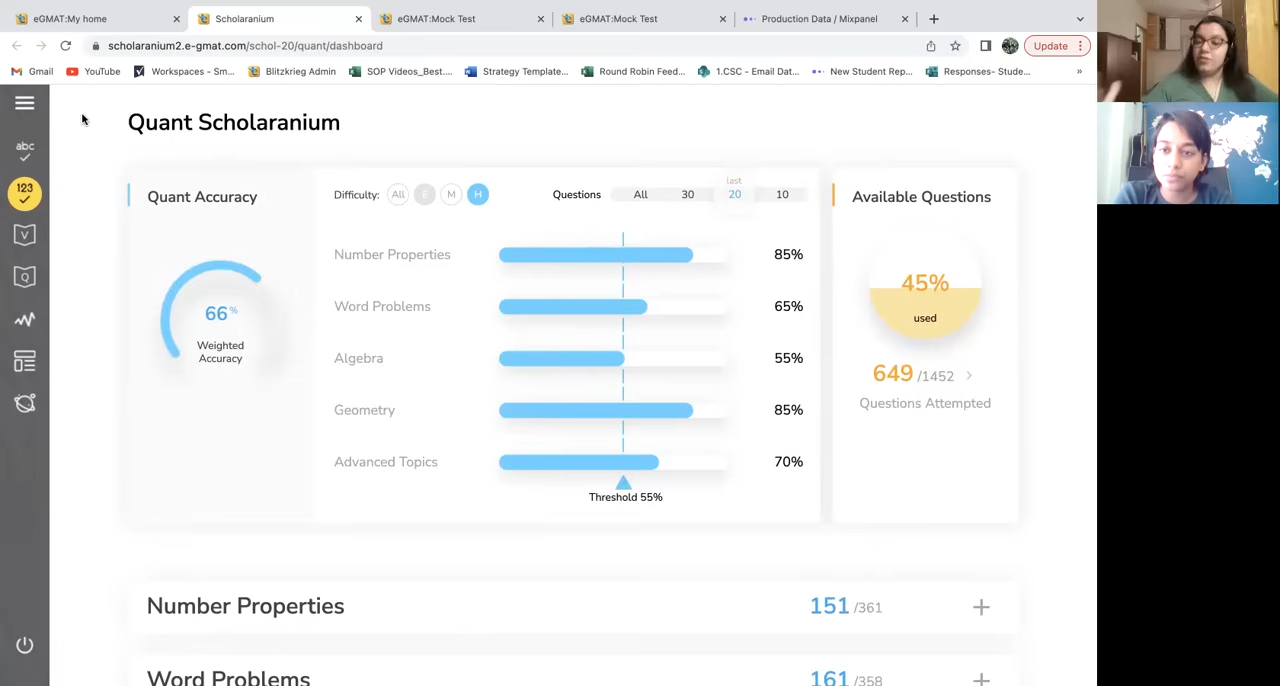 eGMAT:My home
Scholaranium
eGMAT:Mock Test
eGMAT:Mock Test
Production Data / Mixpanel
scholaranium2.e-gmat.com/schol-20/quant/dashboard
Update
Gmail
YouTube
Workspaces - Sm...
Blitzkrieg Admin
SOP Videos_Best....
Strategy Template...
Round Robin Feed...
1.CSC - Email Dat...
New Student Rep...
Responses- Stude...
»
abc
123
V
Q
Quant Scholaranium
Quant Accuracy
66%
Weighted
Accuracy
Difficulty: All E M H
Questions All 30 last 20 10
Number Properties 85%
Word Problems 65%
Algebra 55%
Geometry 85%
Advanced Topics 70%
Threshold 55%
Available Questions
45%
used
649 /1452
Questions Attempted
Number Properties 151 /361
Word Problems 161 /358